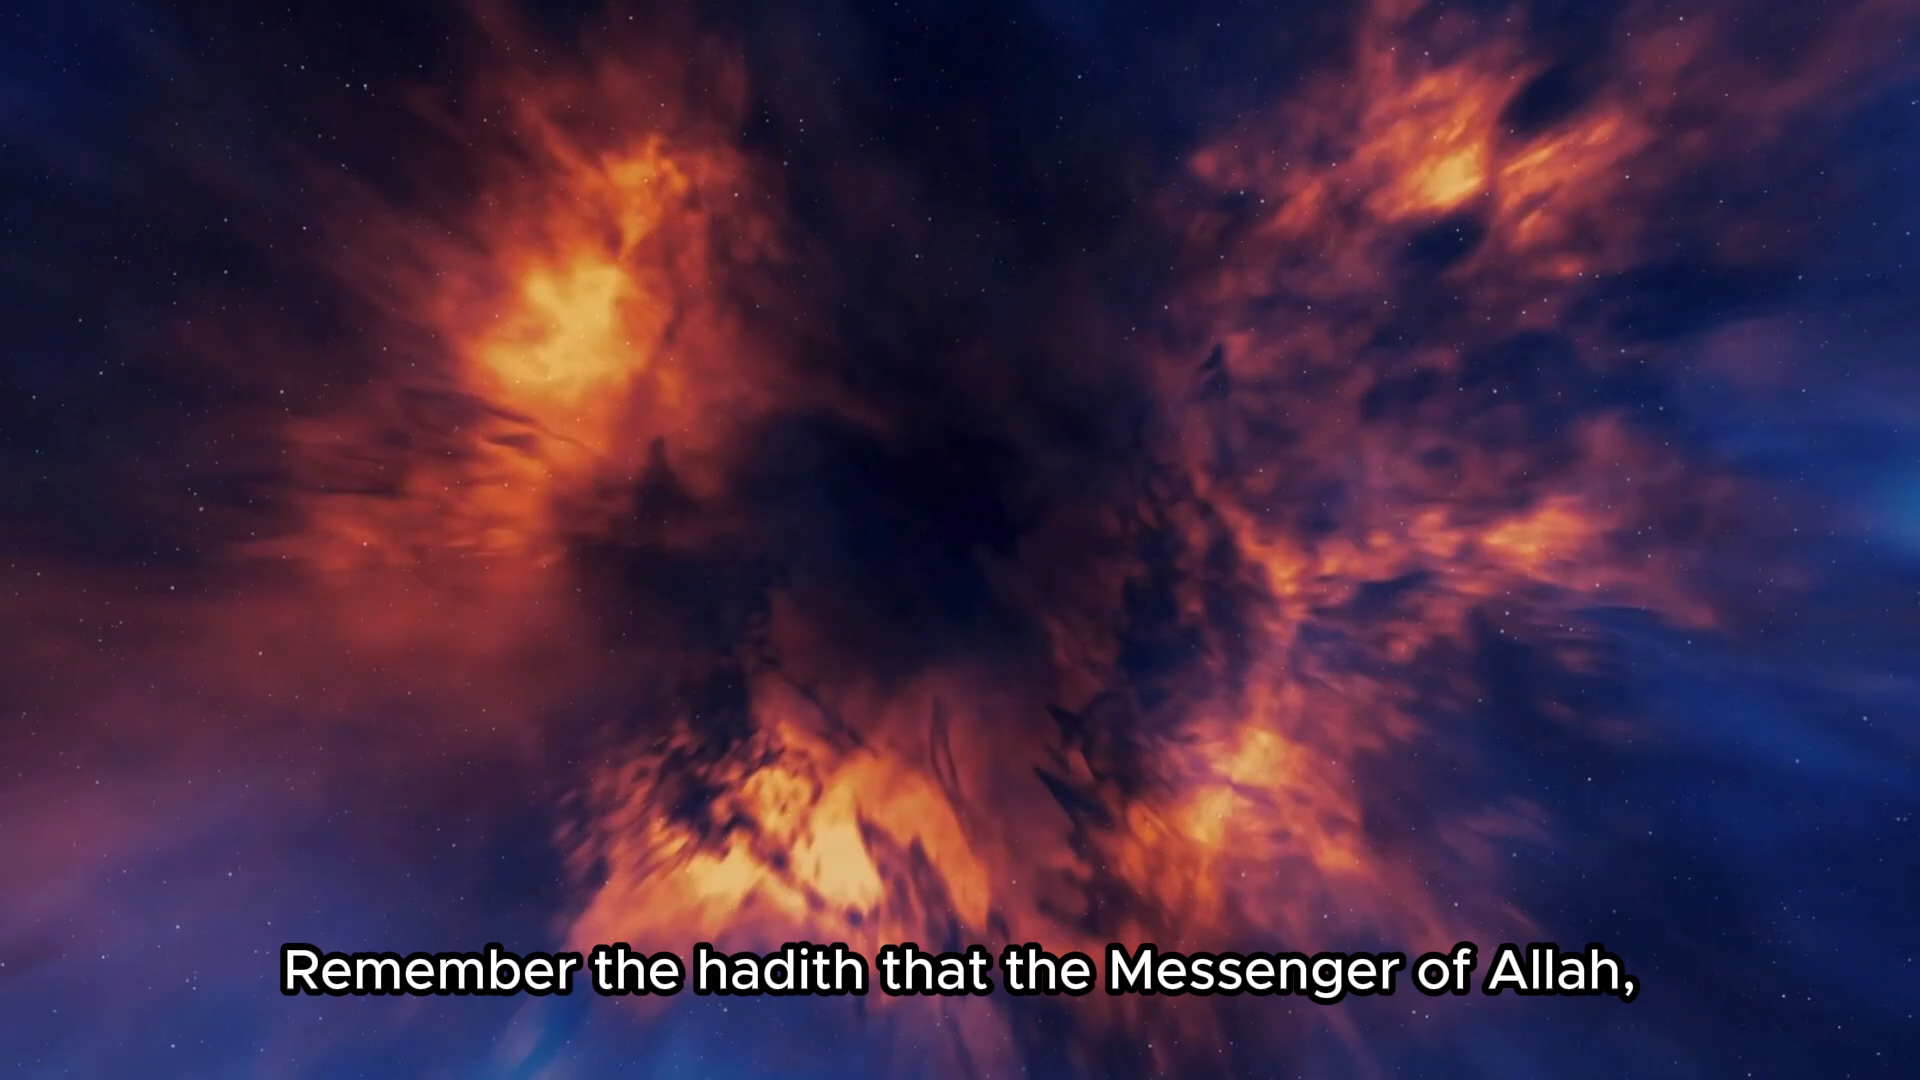 Remember the hadith that the Messenger of Allah,